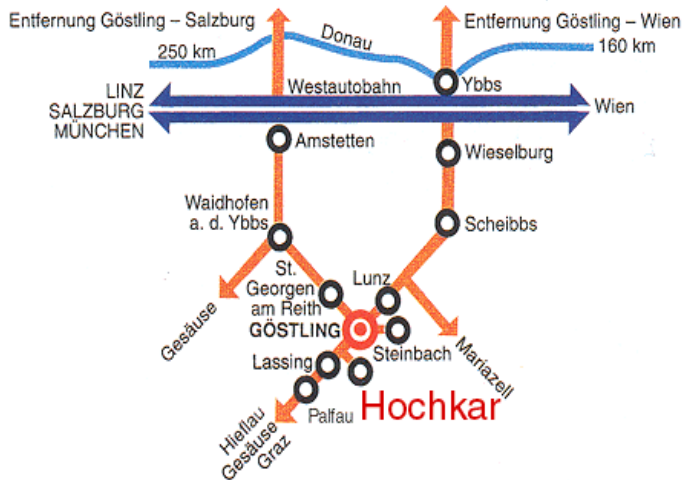 Entfernung Göstling – Salzburg
Entfernung Göstling – Wien
250 km
Donau
160 km
Ybbs
LINZ
SALZBURG
MÜNCHEN
Westautobahn
Wien
Amstetten
Wieselburg
Waidhofen
a. d. Ybbs
Scheibbs
St.
Georgen
am Reith
Lunz
GÖSTLING
Gesäuse
Steinbach
Mariazell
Lassing
Palfau
Hochkar
Hieflau
Gesäuse
Graz